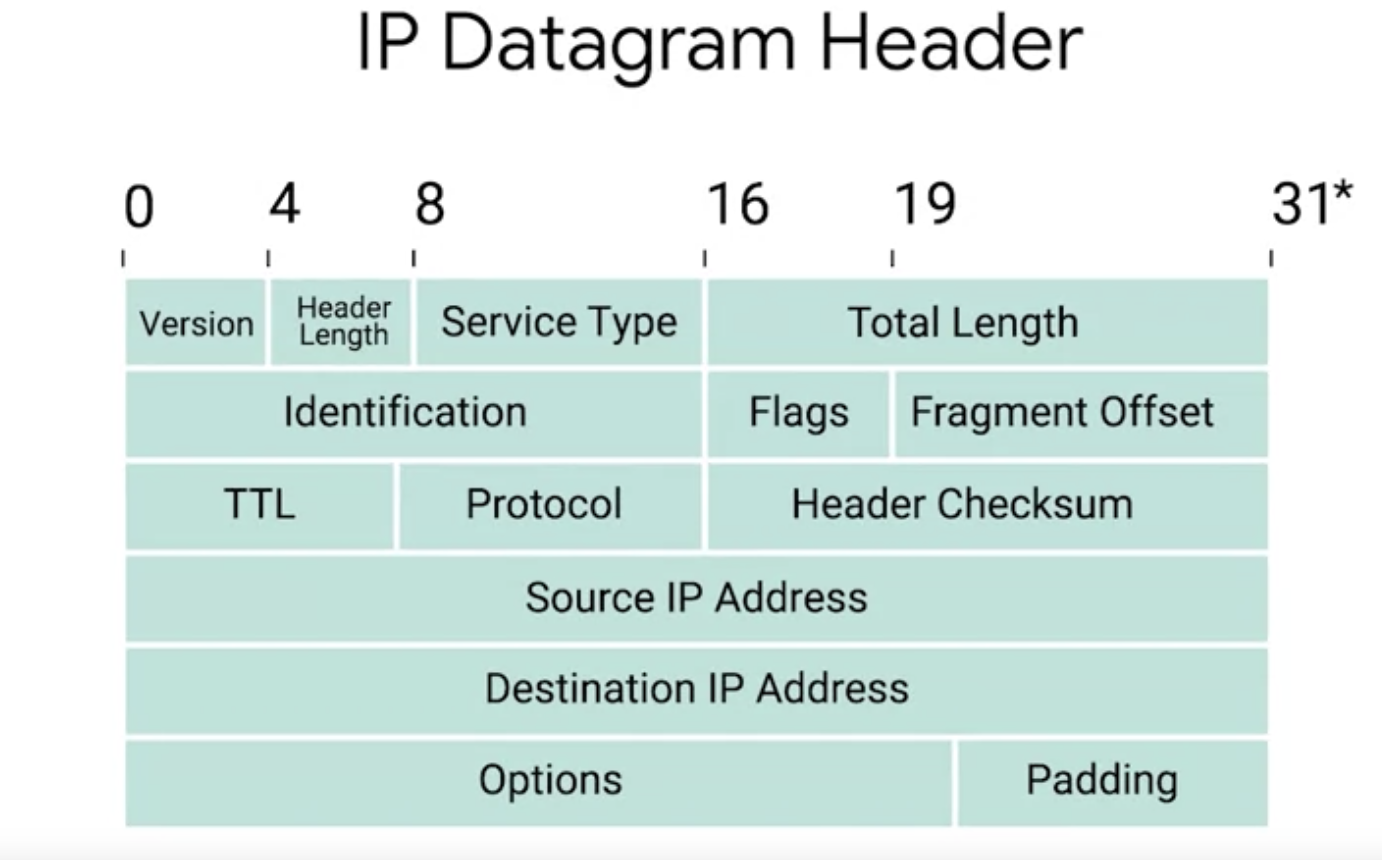 IP Datagram Header
0 4 8 16 19 31*
Version Header Length Service Type Total Length
Identification Flags Fragment Offset
TTL Protocol Header Checksum
Source IP Address
Destination IP Address
Options Padding